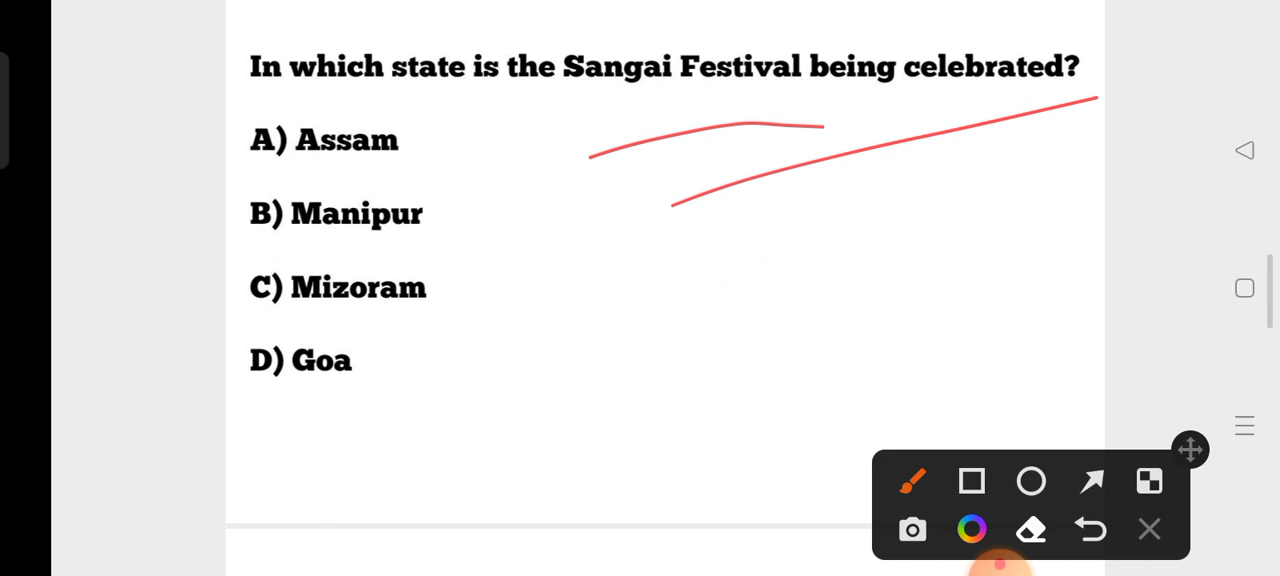 In which state is the Sangai Festival being celebrated?
A) Assam
B) Manipur
C) Mizoram
D) Goa